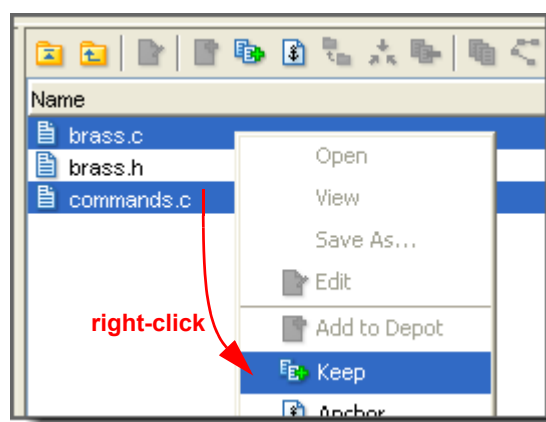 Name
brass.c
brass.h
commands.c
Open
View
Save As...
Edit
Add to Depot
right-click
Keep
Anchor